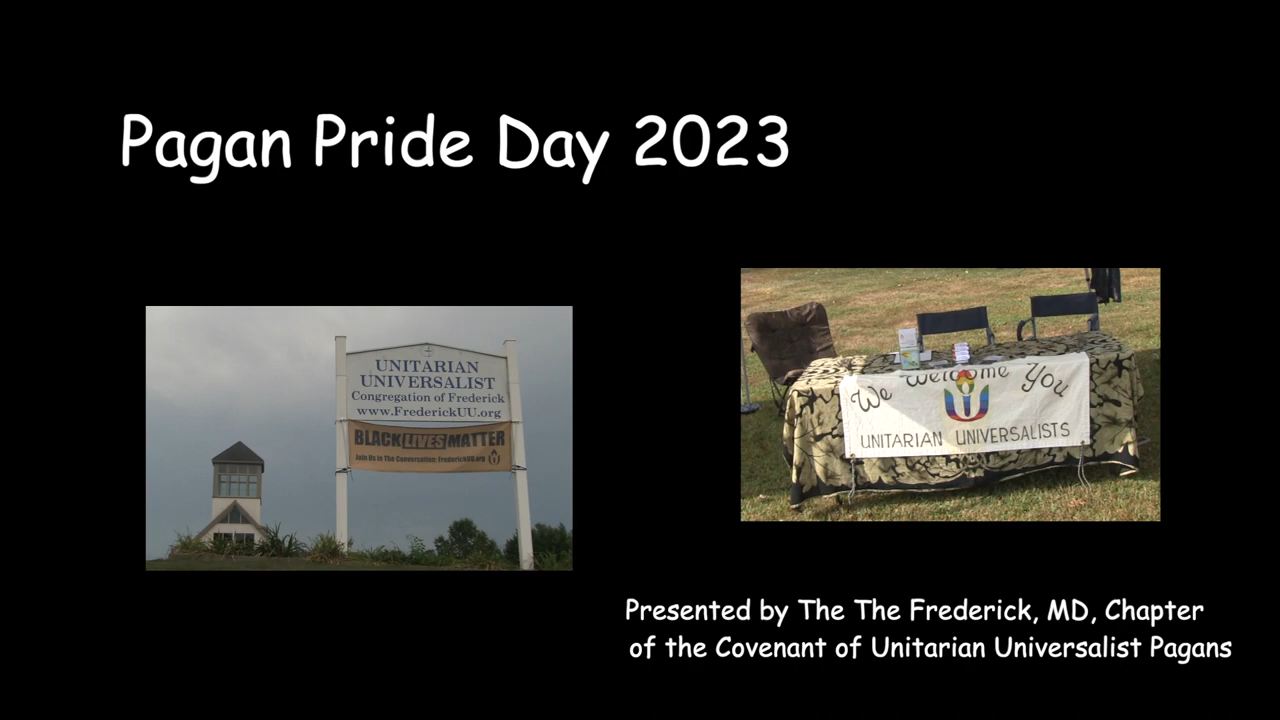 Pagan Pride Day 2023
UNITARIAN
UNIVERSALIST
Congregation of Frederick
www.FrederickUU.org
BLACK LIVES MATTER
Join Us in The Conversation: FrederickUU.org
We Welcome You
UNITARIAN UNIVERSALISTS
Presented by The The Frederick, MD, Chapter
of the Covenant of Unitarian Universalist Pagans